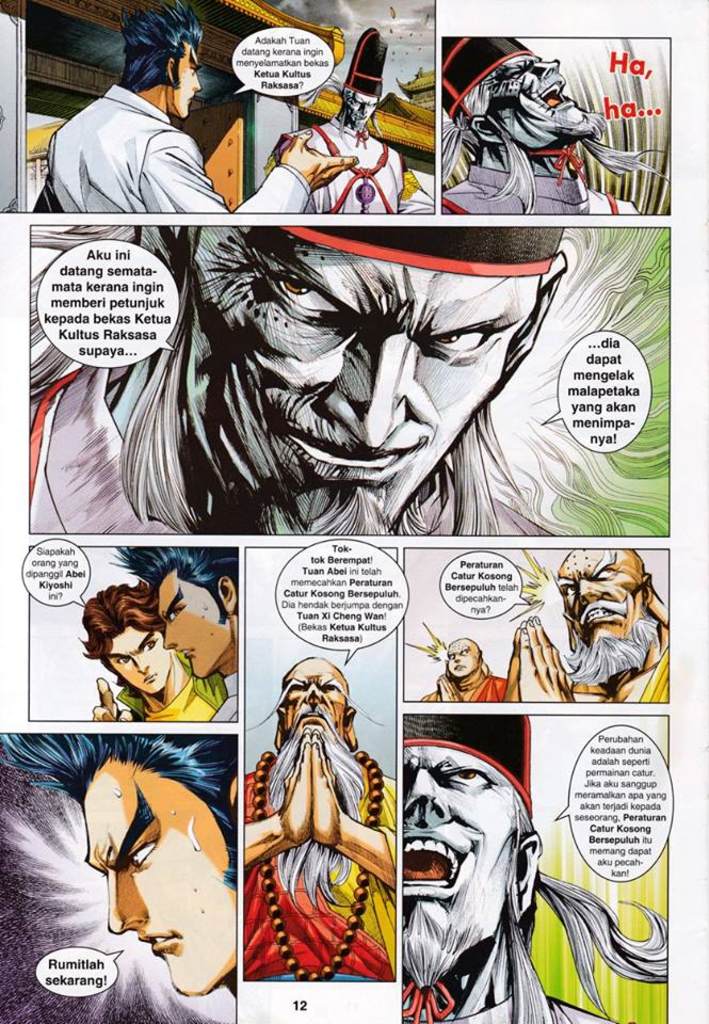 Adakah Tuan
datang kerana ingin
menyelamatkan bekas
Ketua Kultus
Raksasa?
Ha,
ha...
Aku ini
datang semata-
mata kerana ingin
memberi petunjuk
kepada bekas Ketua
Kultus Raksasa
supaya...
...dia
dapat
mengelak
malapetaka
yang akan
menimpa-
nya!
Siapakah
orang yang
dipanggil Abei
Kiyoshi
ini?
Tok-
tok Berempat!
Tuan Abei ini telah
memecahkan Peraturan
Catur Kosong Bersepuluh.
Dia hendak berjumpa dengan
Tuan Xi Cheng Wan!
(Bekas Ketua Kultus
Raksasa)
Peraturan
Catur Kosong
Bersepuluh telah
dipecahkan-
nya?
Rumitlah
sekarang!
Perubahan
keadaan dunia
adalah seperti
permainan catur.
Jika aku sanggup
meramalkan apa yang
akan terjadi kepada
seseorang, Peraturan
Catur Kosong
Bersepuluh itu
memang dapat
aku pecah-
kan!
12